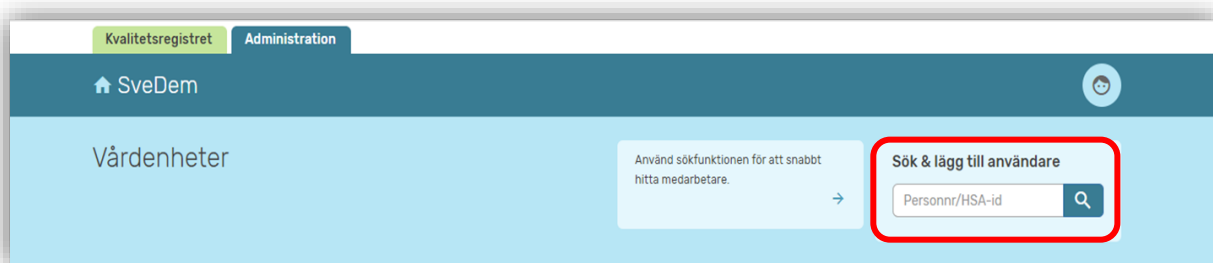 Kvalitetsregistret
Administration
SveDem
Vårdenheter
Använd sökfunktionen för att snabbt
hitta medarbetare.
Sök & lägg till användare
Personnr/HSA-id